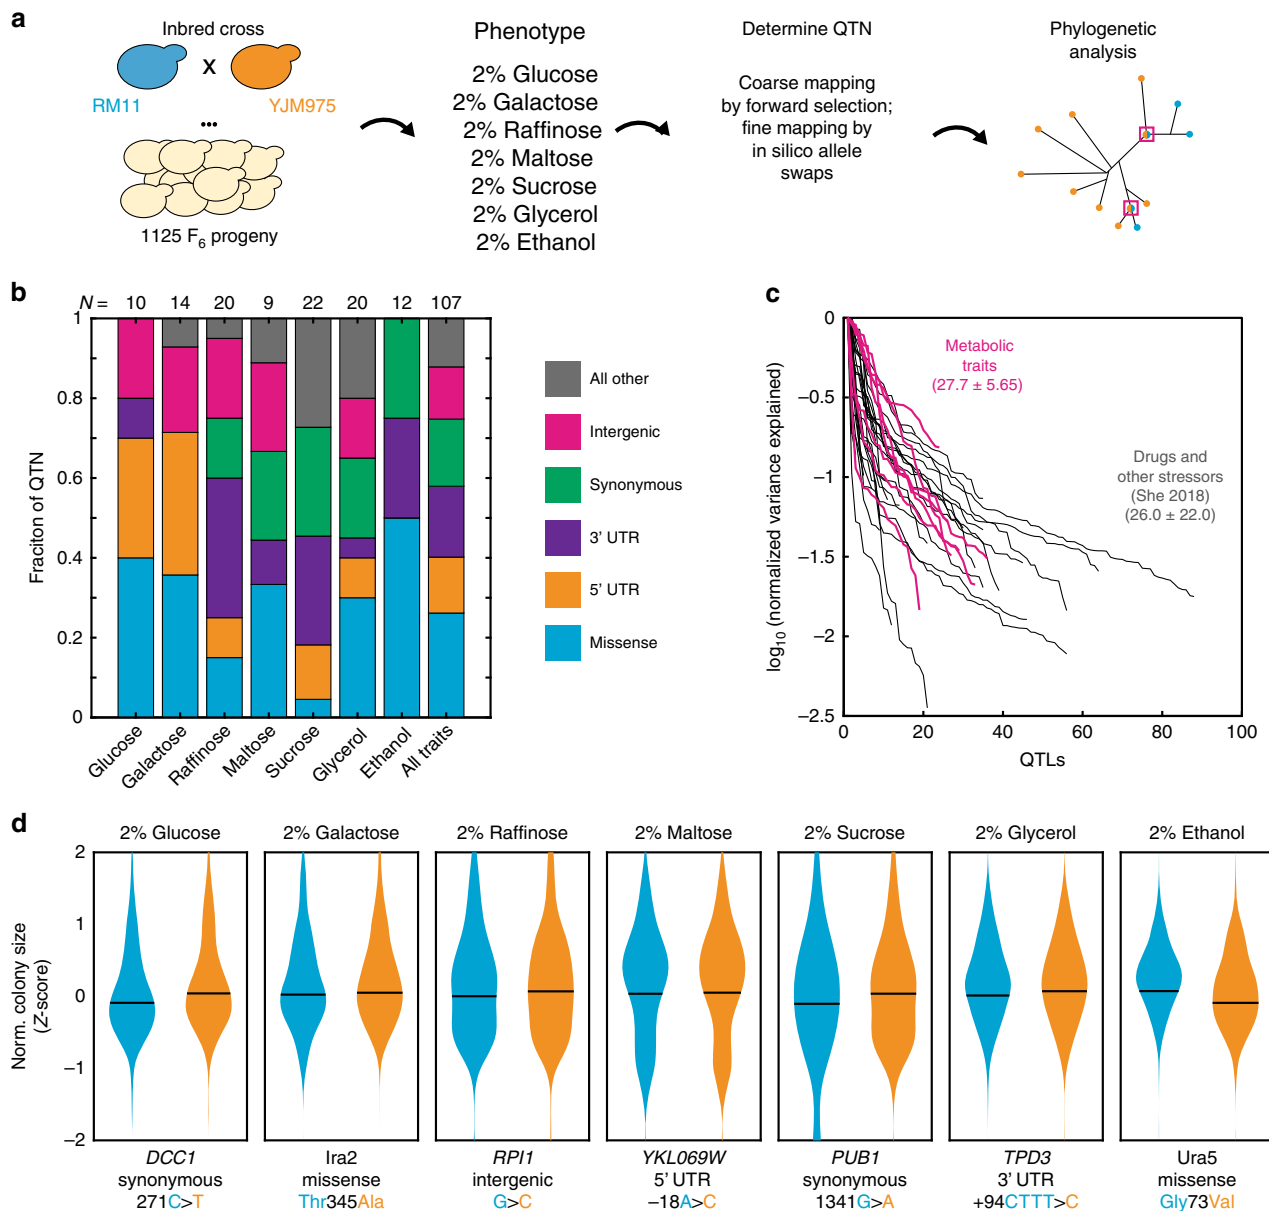 a
Inbred cross
X
RM11
YJM975
...
1125 F6 progeny
Phenotype
2% Glucose
2% Galactose
2% Raffinose
2% Maltose
2% Sucrose
2% Glycerol
2% Ethanol
Determine QTN
Coarse mapping
by forward selection;
fine mapping by
in silico allele
swaps
Phylogenetic
analysis
b
N = 10 14 20 9 22 20 12 107
Fraciton of QTN
1
0.8
0.6
0.4
0.2
0
Glucose
Galactose
Raffinose
Maltose
Sucrose
Glycerol
Ethanol
All traits
All other
Intergenic
Synonymous
3' UTR
5' UTR
Missense
c
log10 (normalized variance explained)
0
−0.5
−1
−1.5
−2
−2.5
0 20 40 60 80 100
QTLs
Metabolic
traits
(27.7 ± 5.65)
Drugs and
other stressors
(She 2018)
(26.0 ± 22.0)
d
Norm. colony size
(Z-score)
2
1
0
−1
−2
2% Glucose
DCC1
synonymous
271C>T
2% Galactose
Ira2
missense
Thr345Ala
2% Raffinose
RPI1
intergenic
G>C
2% Maltose
YKL069W
5' UTR
−18A>C
2% Sucrose
PUB1
synonymous
1341G>A
2% Glycerol
TPD3
3' UTR
+94CTTT>C
2% Ethanol
Ura5
missense
Gly73Val